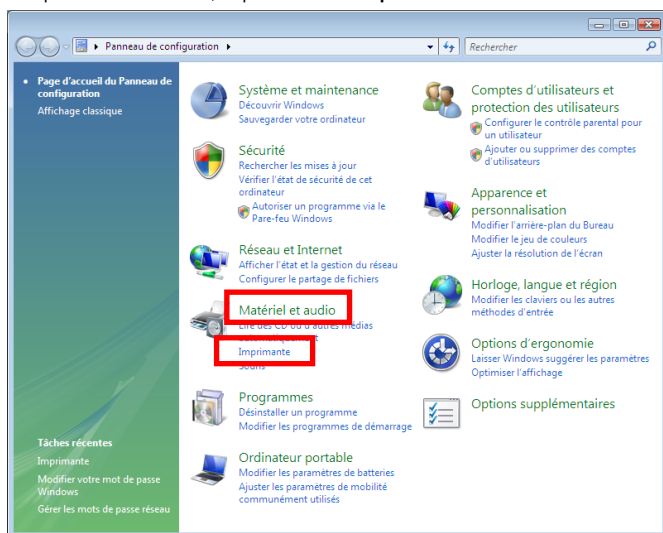 Panneau de configuration
Rechercher
Page d'accueil du Panneau de
configuration
Affichage classique
Tâches récentes
Imprimante
Modifier votre mot de passe
Windows
Gérer les mots de passe réseau
Système et maintenance
Découvrir Windows
Sauvegarder votre ordinateur
Sécurité
Rechercher les mises à jour
Vérifier l'état de sécurité de cet
ordinateur
Autoriser un programme via le
Pare-feu Windows
Réseau et Internet
Afficher l'état et la gestion du réseau
Configurer le partage de fichiers
Matériel et audio
Lire des CD ou d'autres médias
automatiquement
Imprimante
Souris
Programmes
Désinstaller un programme
Modifier les programmes de démarrage
Ordinateur portable
Modifier les paramètres de batteries
Ajuster les paramètres de mobilité
communément utilisés
Comptes d'utilisateurs et
protection des utilisateurs
Configurer le contrôle parental pour
un utilisateur
Ajouter ou supprimer des comptes
d'utilisateurs
Apparence et
personnalisation
Modifier l'arrière-plan du Bureau
Modifier le jeu de couleurs
Ajuster la résolution de l'écran
Horloge, langue et région
Modifier les claviers ou les autres
méthodes d'entrée
Options d'ergonomie
Laisser Windows suggérer les paramètres
Optimiser l'affichage
Options supplémentaires